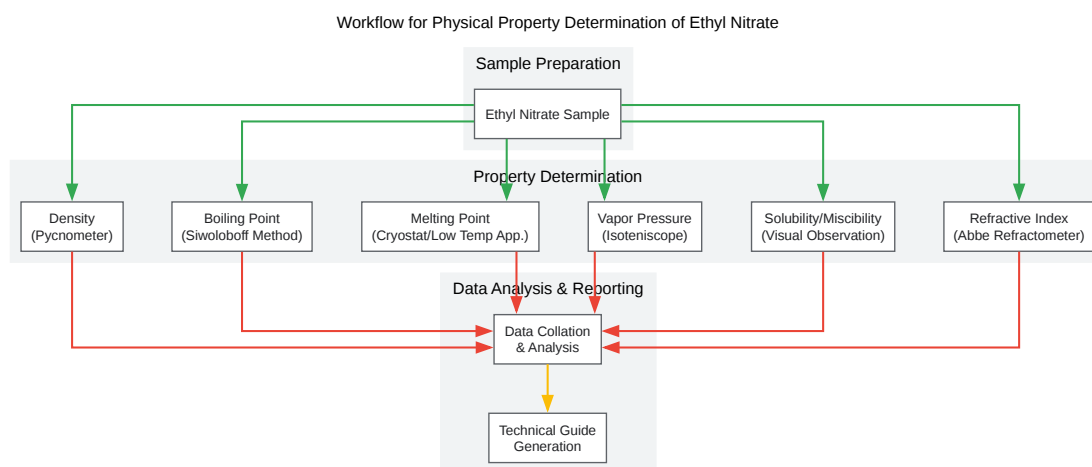 Workflow for Physical Property Determination of Ethyl Nitrate
Sample Preparation
Ethyl Nitrate Sample
Property Determination
Density
(Pycnometer)
Boiling Point
(Siwoloboff Method)
Melting Point
(Cryostat/Low Temp App.)
Vapor Pressure
(Isoteniscope)
Solubility/Miscibility
(Visual Observation)
Refractive Index
(Abbe Refractometer)
Data Analysis & Reporting
Data Collation
& Analysis
Technical Guide
Generation